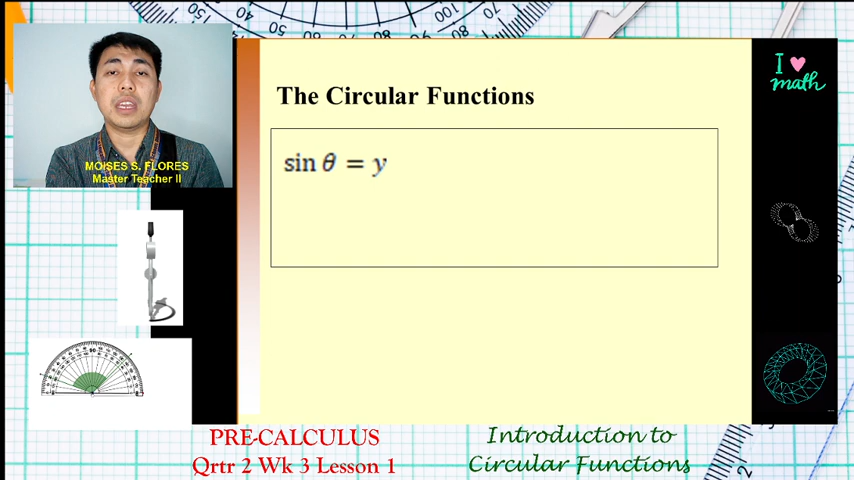 I
math
The Circular Functions
sin θ = y
MOISES S. FLORES
Master Teacher II
PRE-CALCULUS
Qrtr 2 Wk 3 Lesson 1
Introduction to
Circular Functions